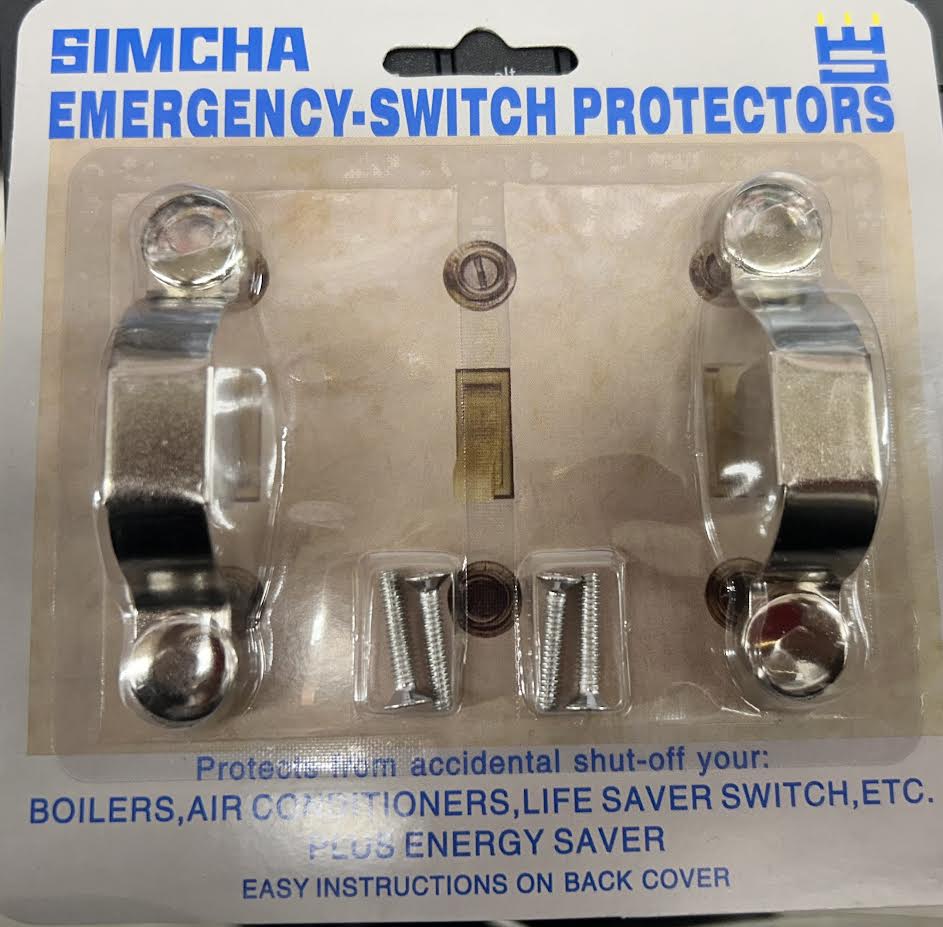 SIMCHA
EMERGENCY-SWITCH PROTECTORS
Protects from accidental shut-off your:
BOILERS,AIR CONDITIONERS,LIFE SAVER SWITCH,ETC.
PLUS ENERGY SAVER
EASY INSTRUCTIONS ON BACK COVER